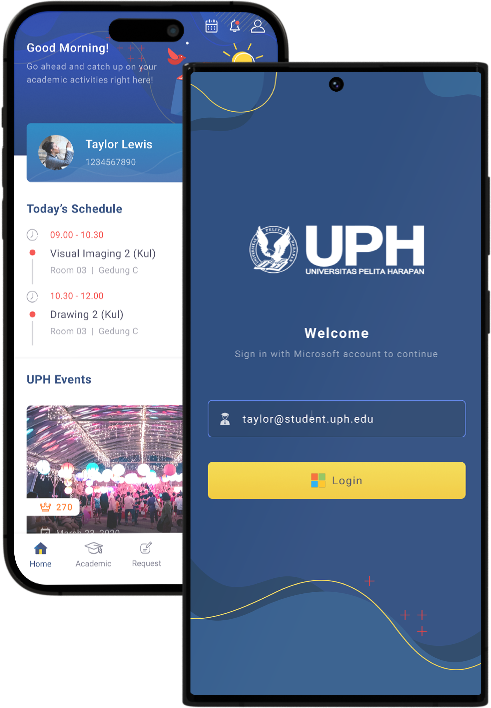 Good Morning!
Go ahead and catch up on your
academic activities right here!
Taylor Lewis
1234567890
Today's Schedule
09.00 - 10.30
Visual Imaging 2 (Kul)
Room 03 | Gedung C
10.30 - 12.00
Drawing 2 (Kul)
Room 03 | Gedung C
UPH Events
270
March 23, 2020
Home
Academic
Request
UPH
UNIVERSITAS PELITA HARAPAN
Welcome
Sign in with Microsoft account to continue
taylor@student.uph.edu
Login